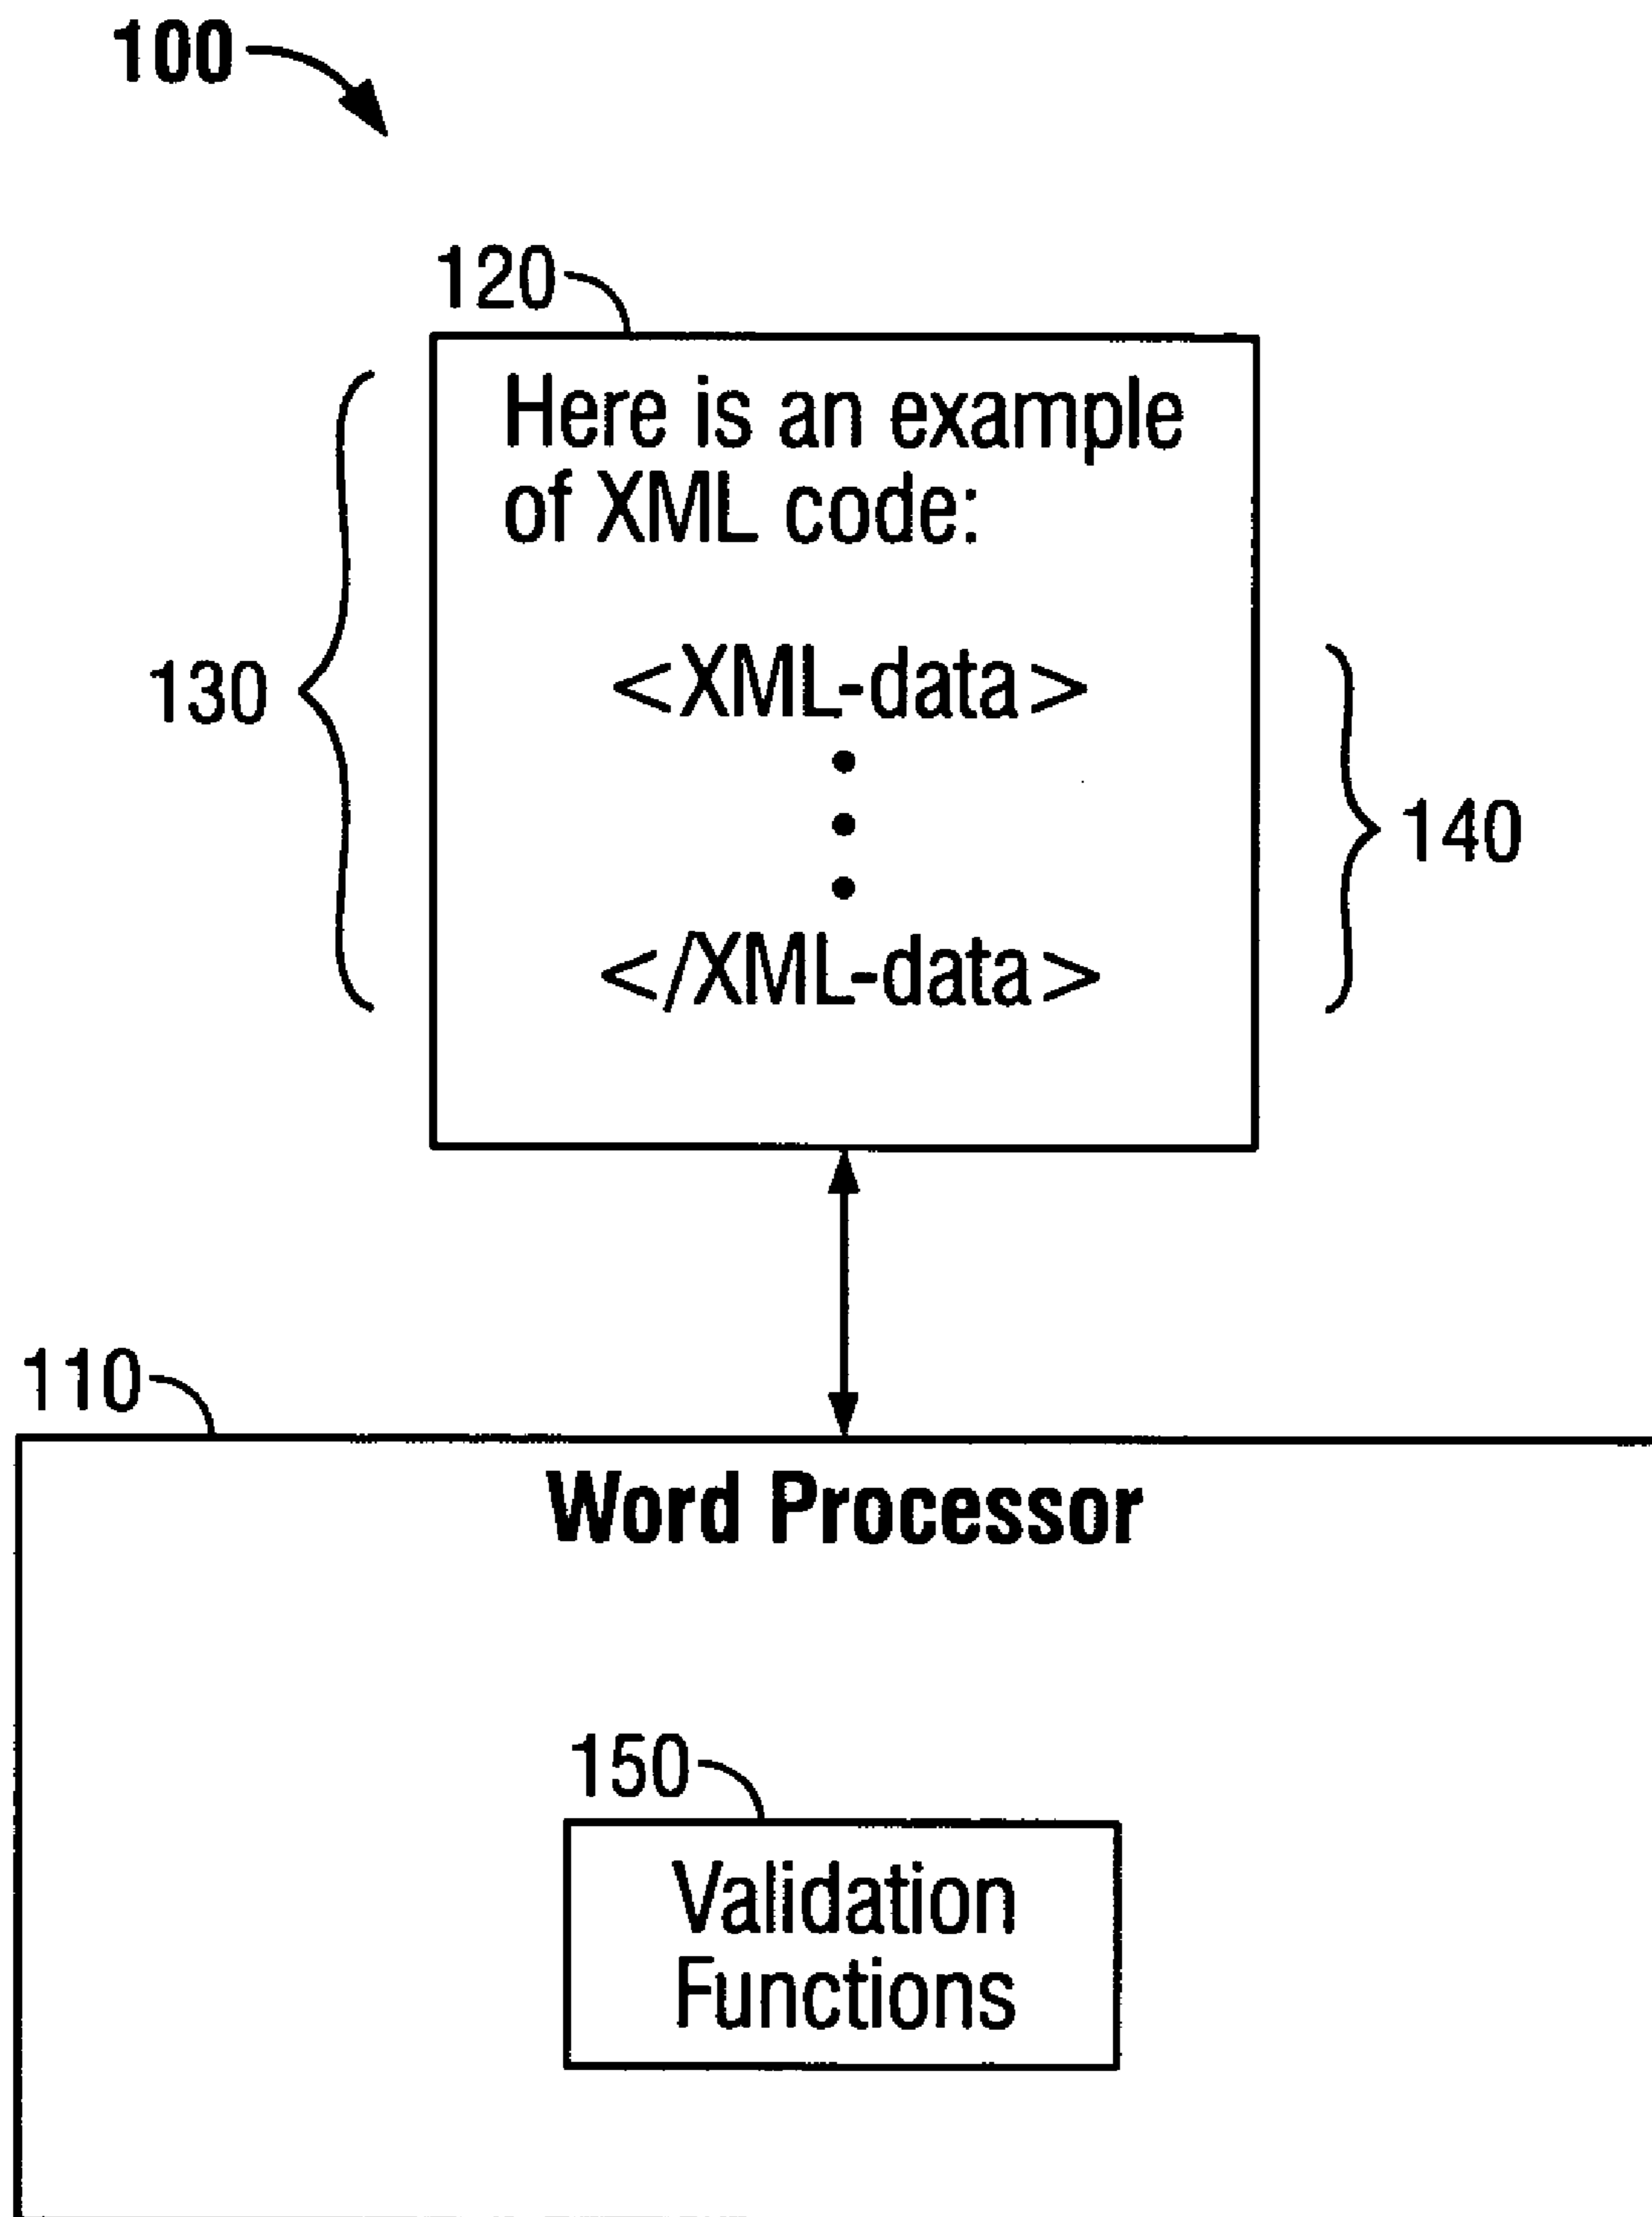 100
120
Here is an example
of XML code:
130
<XML-data>
140
</XML-data>
110
Word Processor
150
Validation
Functions